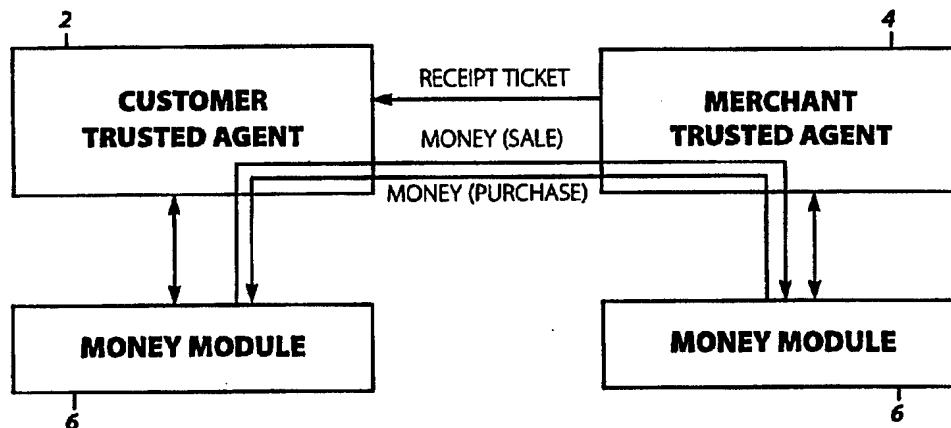 2
4
CUSTOMER
TRUSTED AGENT
RECEIPT TICKET
MERCHANT
TRUSTED AGENT
MONEY (SALE)
MONEY (PURCHASE)
MONEY MODULE
MONEY MODULE
6
6